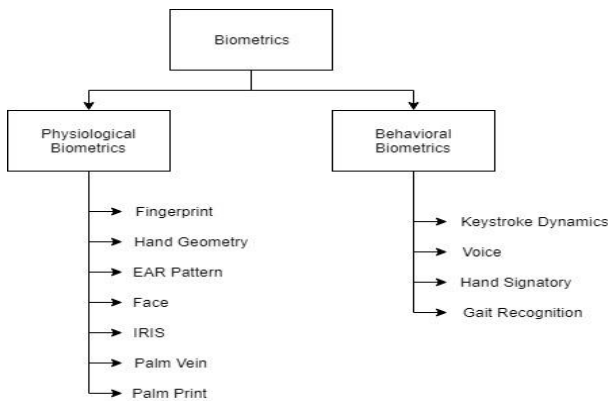 Biometrics
Physiological
Biometrics
Behavioral
Biometrics
Fingerprint
Hand Geometry
EAR Pattern
Face
IRIS
Palm Vein
Palm Print
Keystroke Dynamics
Voice
Hand Signatory
Gait Recognition